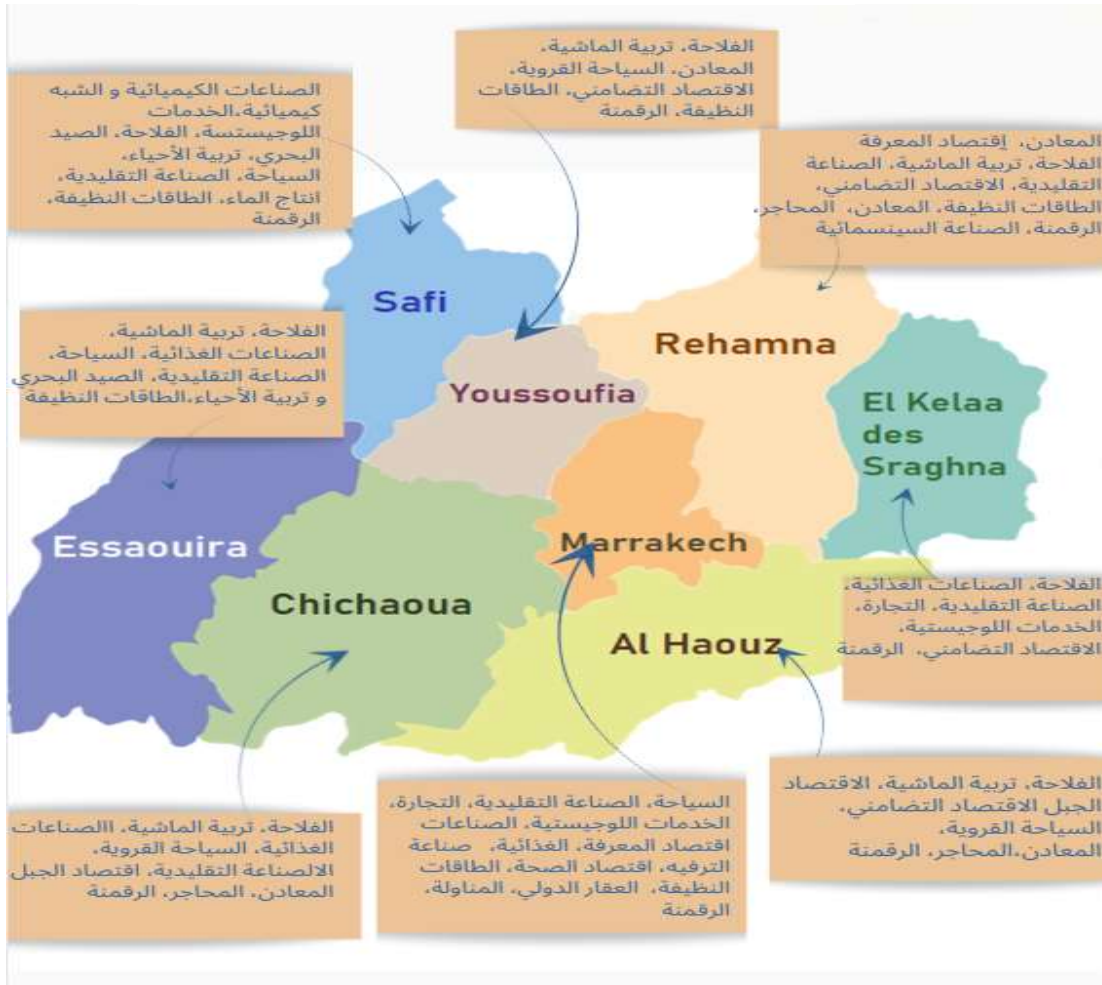 الفلاحة، تربية الماشية،
المعادن، السياحة القروية،
الاقتصاد التضامني، الطاقات
النظيفة، الرقمنة
الصناعات الكيميائية و الشبه
كيميائية،الخدمات
اللوجيستسة، الفلاحة، الصيد
البحري، تربية الأحياء،
السياحة، الصناعة التقليدية،
انتاج الماء، الطاقات النظيفة،
الرقمنة
المعادن، إقتصاد المعرفة
الفلاحة، تربية الماشية، الصناعة
التقليدية، الاقتصاد التضامني،
الطاقات النظيفة، المعادن، المحاجر،
الرقمنة، الصناعة السينسمائية
Safi
الفلاحة، تربية الماشية،
الصناعات الغذائية، السياحة،
الصناعة التقليدية، الصيد البحري
و تربية الأحياء،الطاقات النظيفة
Rehamna
Youssoufia
El Kelaa
des
Sraghna
Essaouira
Marrakech
Chichaoua
Al Haouz
الفلاحة، الصناعات الغذائية،
الصناعة التقليدية، التجارة،
الخدمات اللوجيستية،
الاقتصاد التضامني، الرقمنة
الفلاحة، تربية الماشية، الاقتصاد
الجبل الاقتصاد التضامني،
السياحة القروية،
المعادن،المحاجر، الرقمنة
السياحة، الصناعة التقليدية، التجارة،
الخدمات اللوجيستية، الصناعات
اقتصاد المعرفة، الغذائية، صناعة
الترفيه، اقتصاد الصحة، الطاقات
النظيفة، العقار الدولي، المناولة،
الرقمنة
الفلاحة، تربية الماشية، االصناعات
الغذائية، السياحة القروية،
الالصناعة التقليدية، اقتصاد الجبل
المعادن، المحاجر، الرقمنة